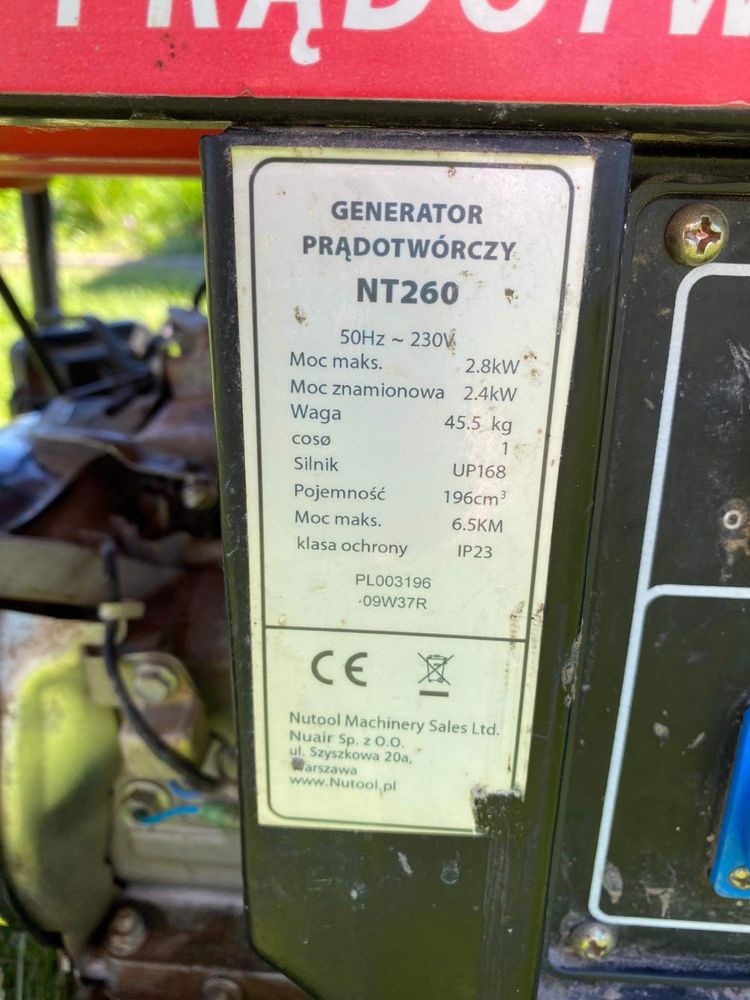 PRĄDOTW
GENERATOR
PRĄDOTWÓRCZY
NT260
50Hz ~ 230V
Moc maks. 2.8kW
Moc znamionowa 2.4kW
Waga 45.5 kg
cosø 1
Silnik UP168
Pojemność 196cm³
Moc maks. 6.5KM
klasa ochrony IP23
PL003196
09W37R
CE
Nutool Machinery Sales Ltd.
Nuair Sp. z O.O.
ul. Szyszkowa 20a,
Warszawa
www.Nutool.pl